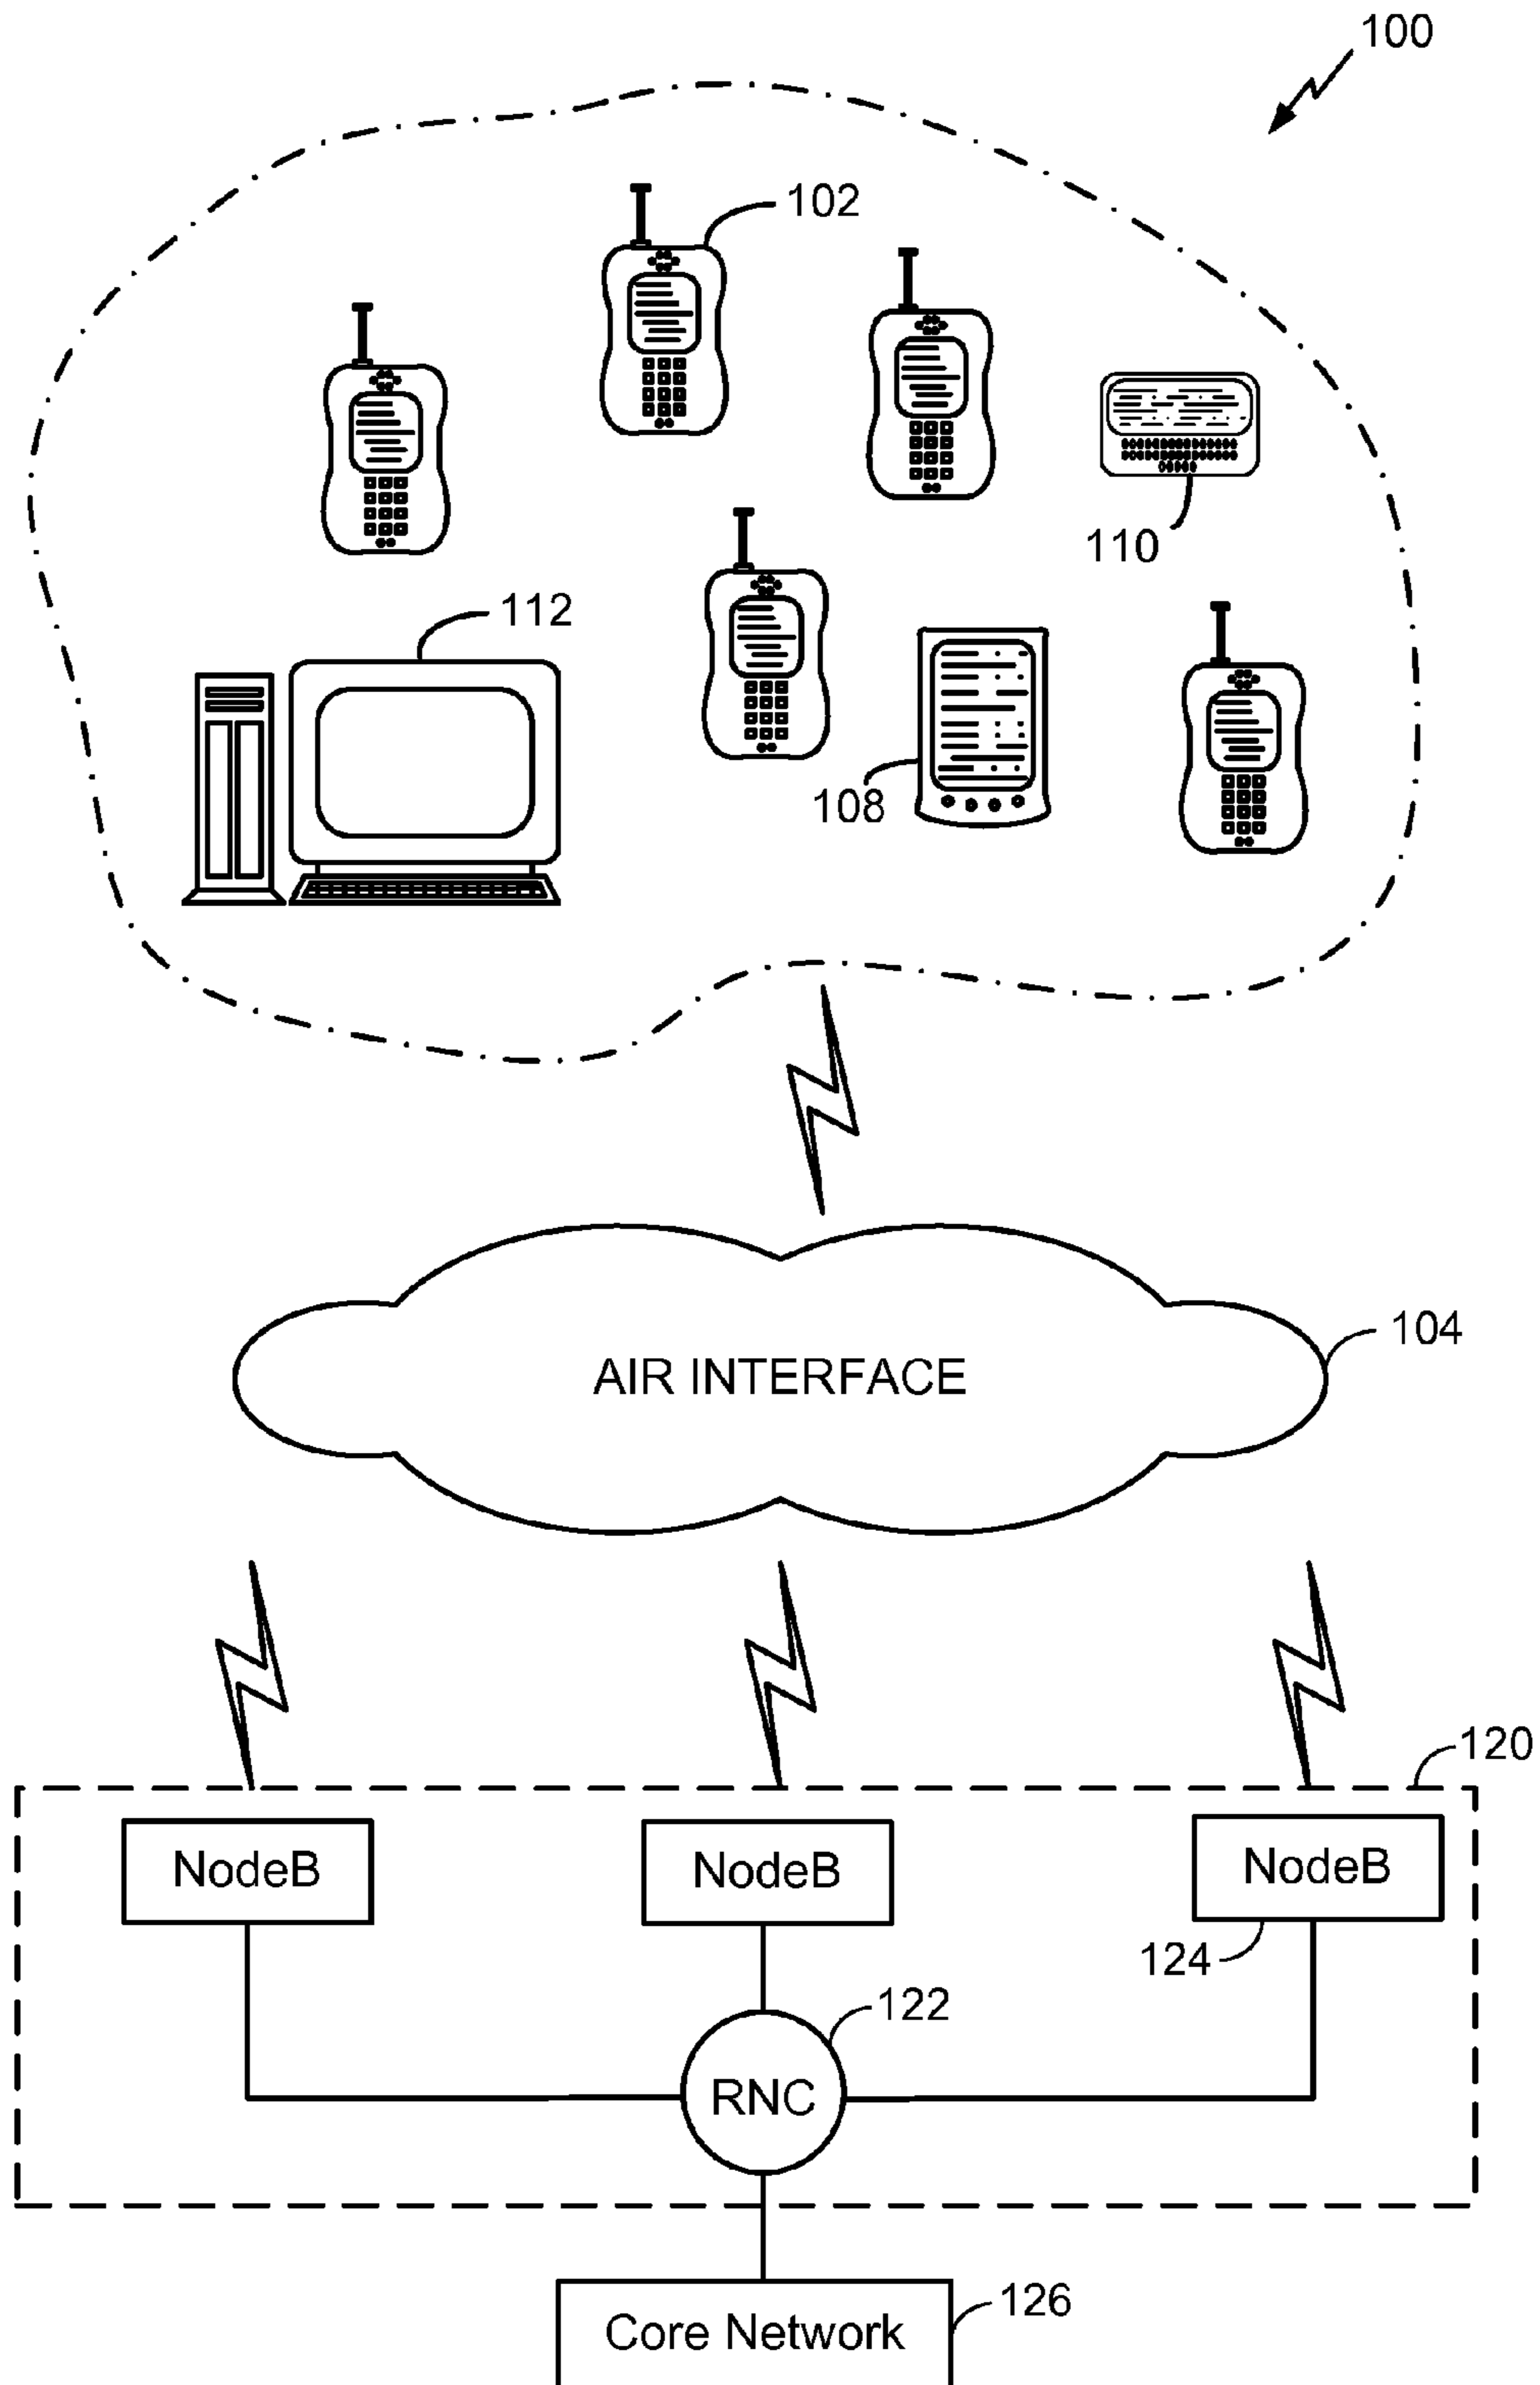 100
102
110
112
108
104
AIR INTERFACE
120
NodeB
NodeB
NodeB
124
122
RNC
126
Core Network